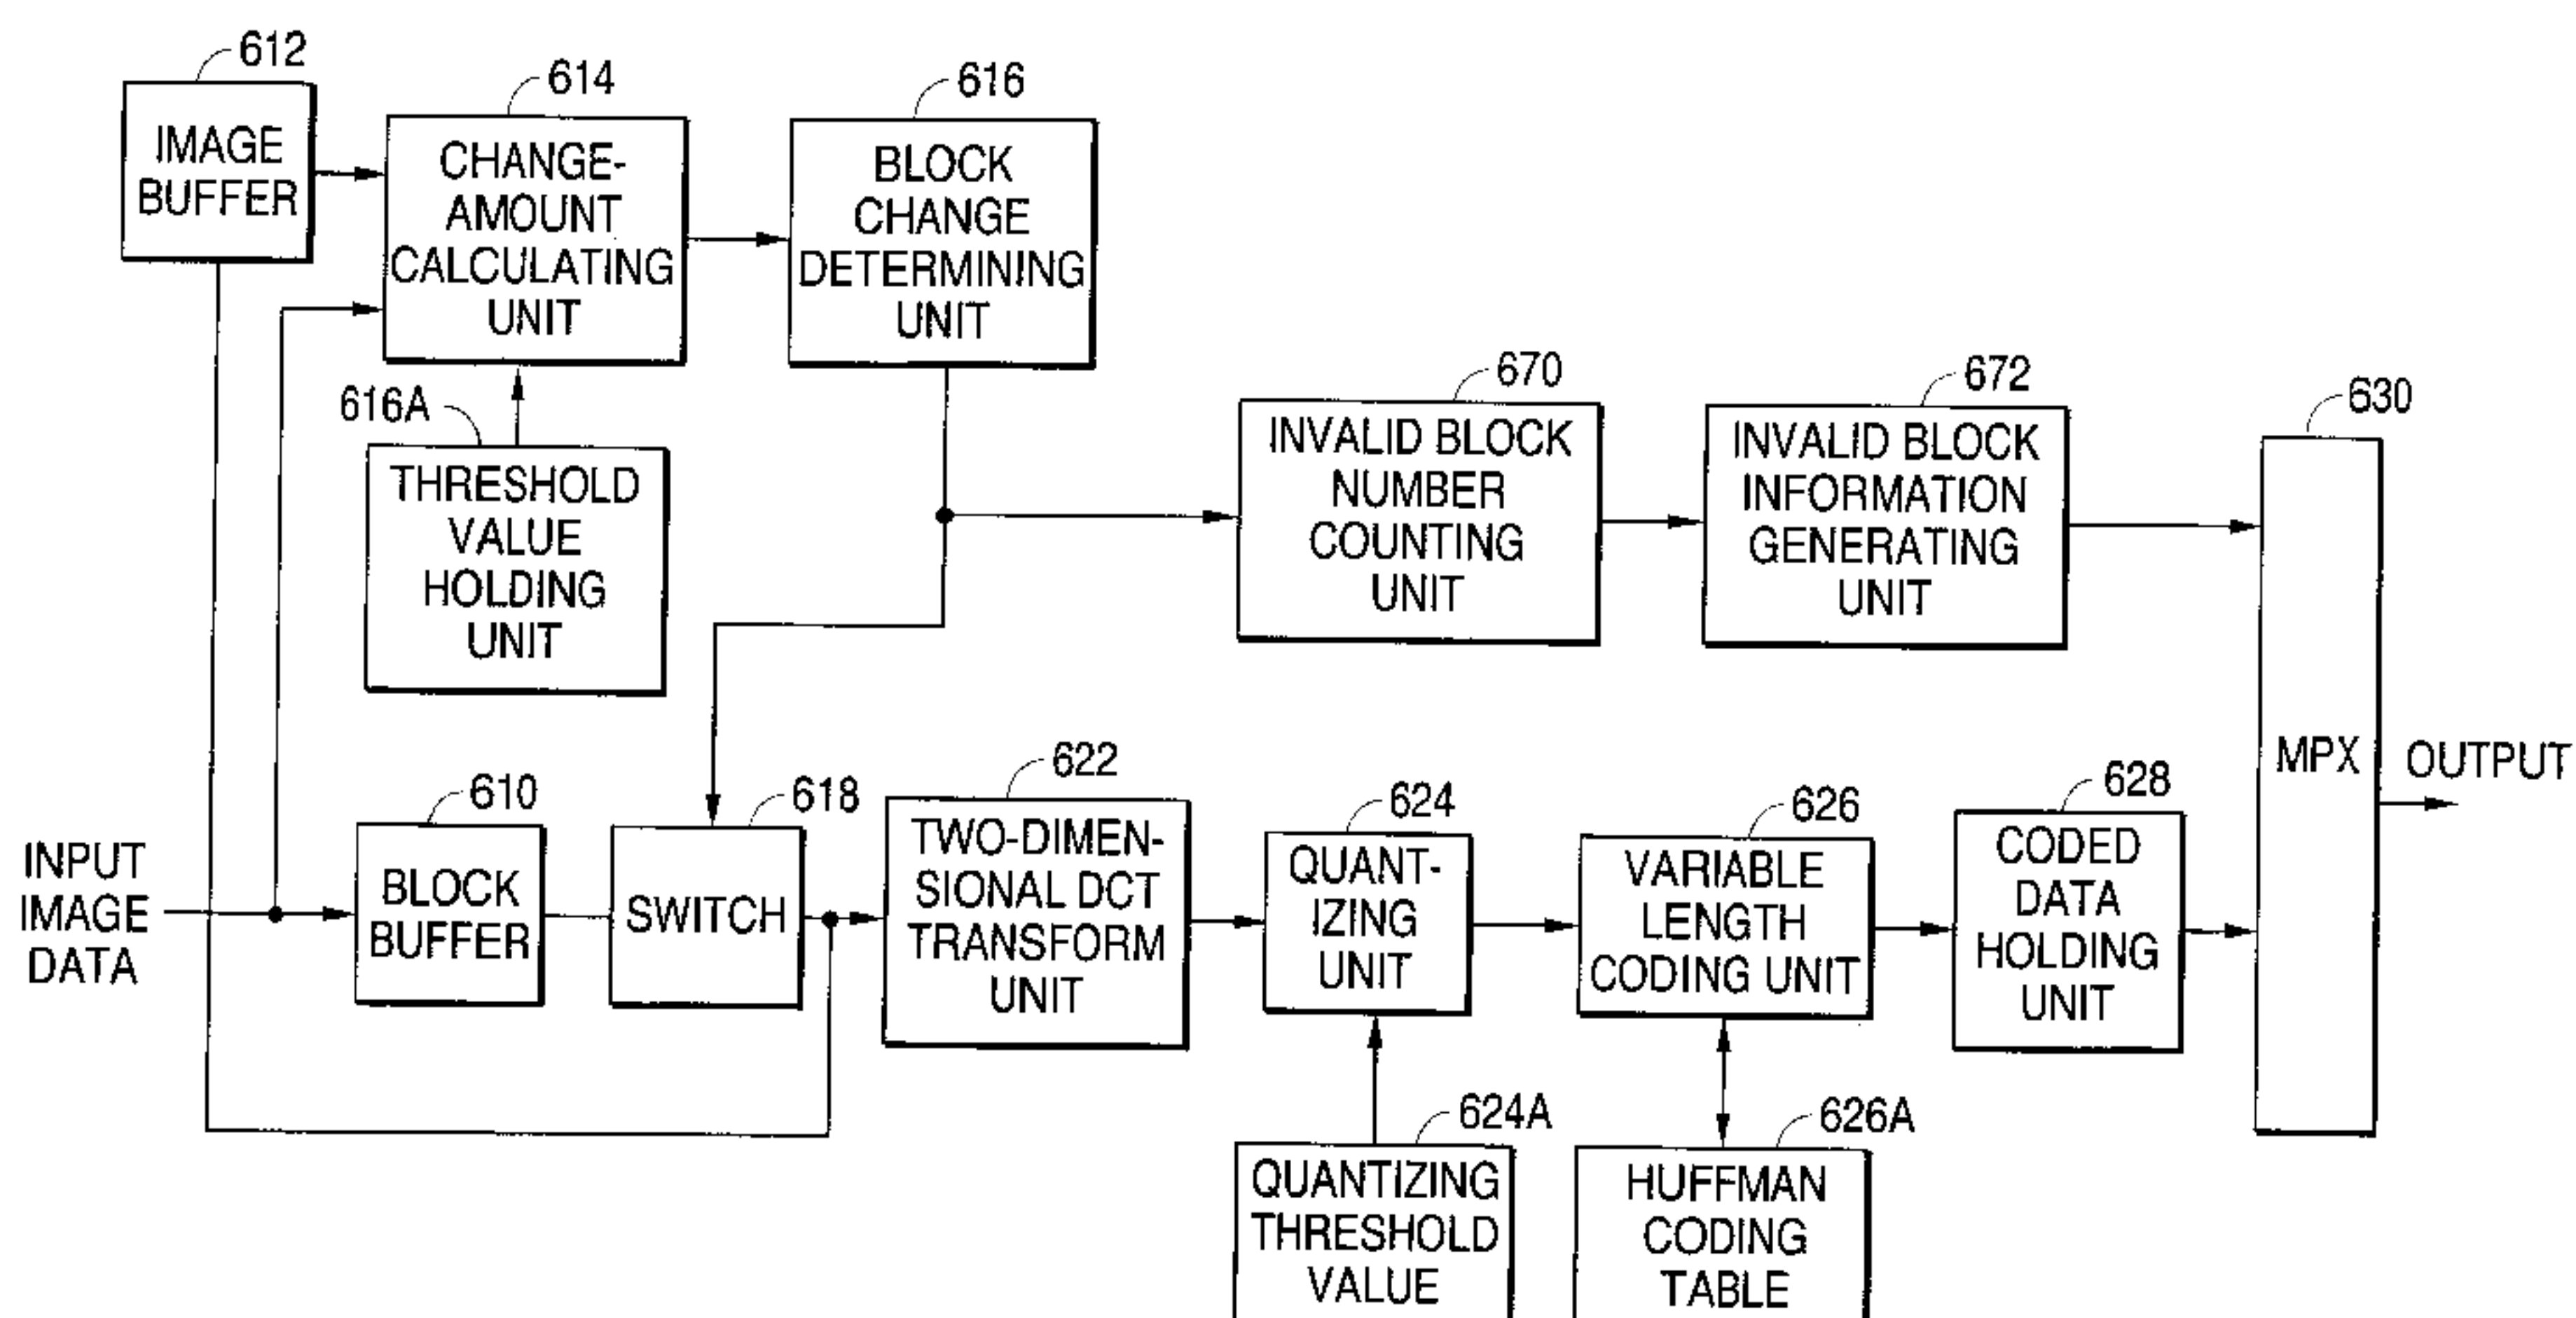 612
IMAGE
BUFFER
614
CHANGE-
AMOUNT
CALCULATING
UNIT
616
BLOCK
CHANGE
DETERMINING
UNIT
616A
THRESHOLD
VALUE
HOLDING
UNIT
670
INVALID BLOCK
NUMBER
COUNTING
UNIT
672
INVALID BLOCK
INFORMATION
GENERATING
UNIT
630
MPX
OUTPUT
INPUT
IMAGE
DATA
610
BLOCK
BUFFER
618
SWITCH
622
TWO-DIMEN-
SIONAL DCT
TRANSFORM
UNIT
624
QUANT-
IZING
UNIT
626
VARIABLE
LENGTH
CODING UNIT
628
CODED
DATA
HOLDING
UNIT
624A
QUANTIZING
THRESHOLD
VALUE
626A
HUFFMAN
CODING
TABLE